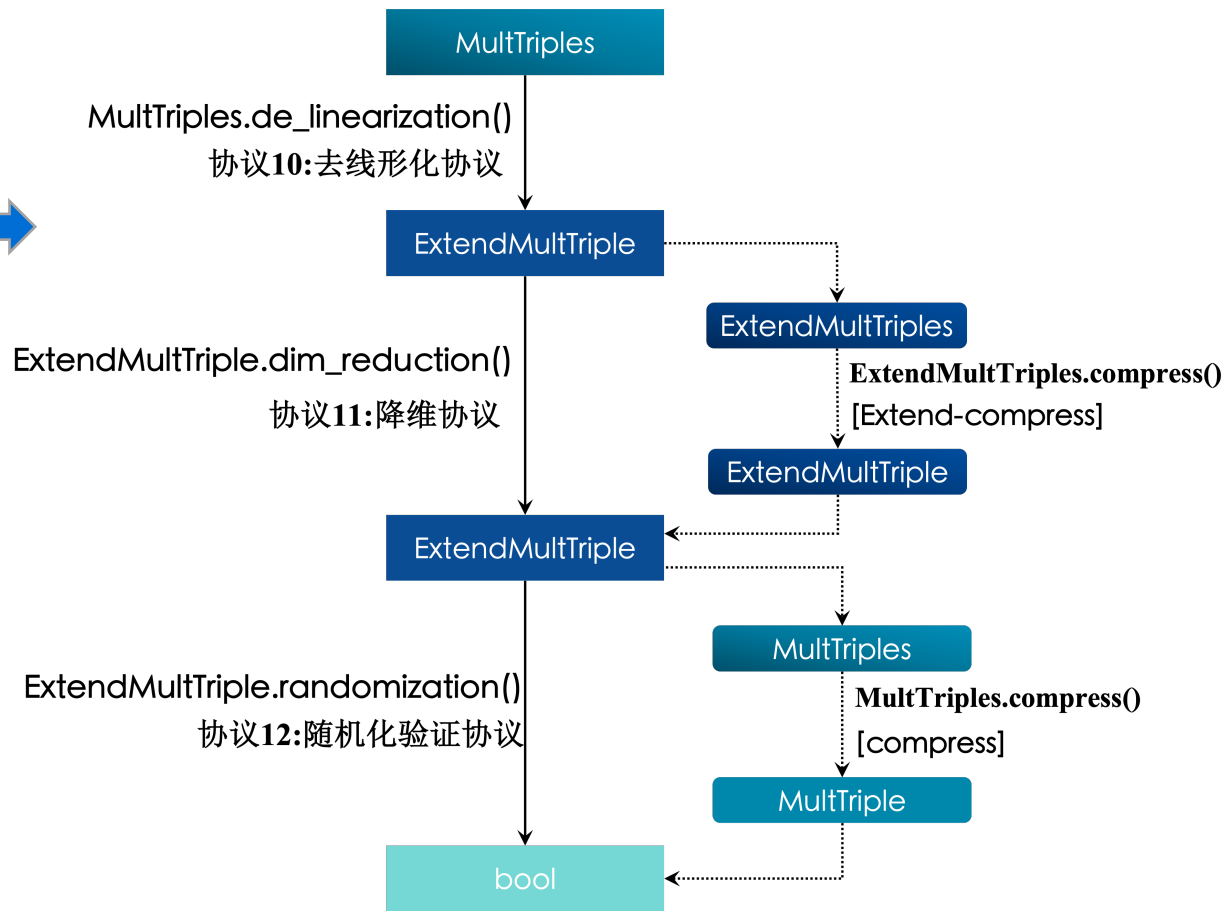 MultTriples
MultTriples.de_linearization()
协议10:去线形化协议
ExtendMultTriple
ExtendMultTriples
ExtendMultTriple.dim_reduction()
协议11:降维协议
ExtendMultTriples.compress()
[Extend-compress]
ExtendMultTriple
ExtendMultTriple
MultTriples
ExtendMultTriple.randomization()
协议12:随机化验证协议
MultTriples.compress()
[compress]
MultTriple
bool